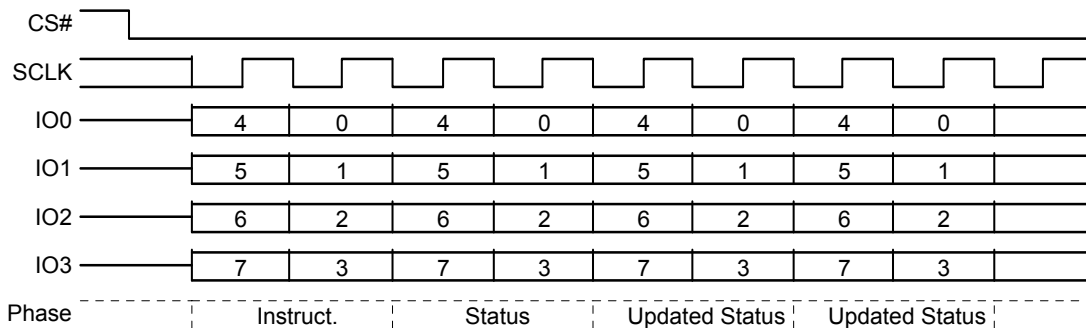 CS#
SCLK
IO0 4 0 4 0 4 0 4 0
IO1 5 1 5 1 5 1 5 1
IO2 6 2 6 2 6 2 6 2
IO3 7 3 7 3 7 3 7 3
Phase Instruct. Status Updated Status Updated Status